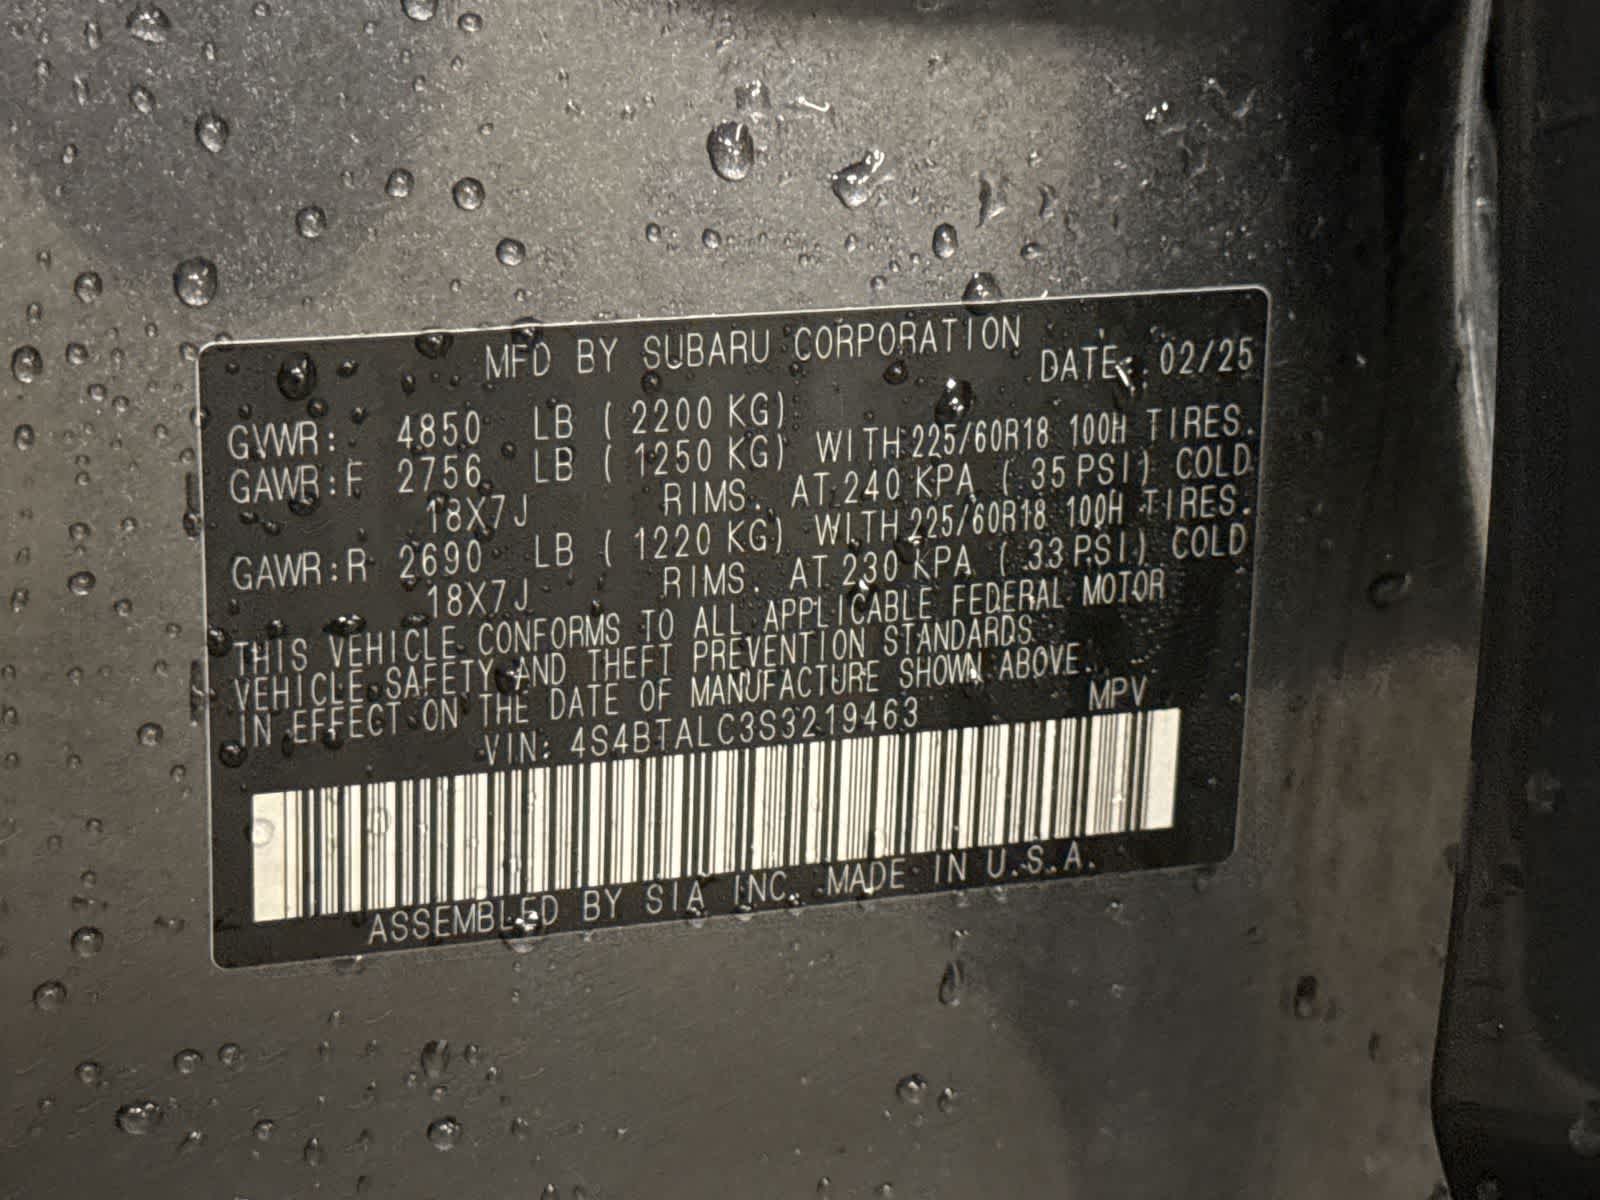 MFD BY SUBARU CORPORATION
DATE: 02/25
GVWR: 4850 LB ( 2200 KG)
GAWR:F 2756 LB ( 1250 KG) WITH 225/60R18 100H TIRES.
18X7J RIMS. AT 240 KPA ( 35 PSI) COLD
GAWR:R 2690 LB ( 1220 KG) WITH 225/60R18 100H TIRES.
18X7J RIMS. AT 230 KPA ( 33 PSI) COLD
THIS VEHICLE CONFORMS TO ALL APPLICABLE FEDERAL MOTOR
VEHICLE SAFETY AND THEFT PREVENTION STANDARDS
IN EFFECT ON THE DATE OF MANUFACTURE SHOWN ABOVE.
VIN: 4S4BTALC3S3219463 MPV
ASSEMBLED BY SIA INC. MADE IN U.S.A.